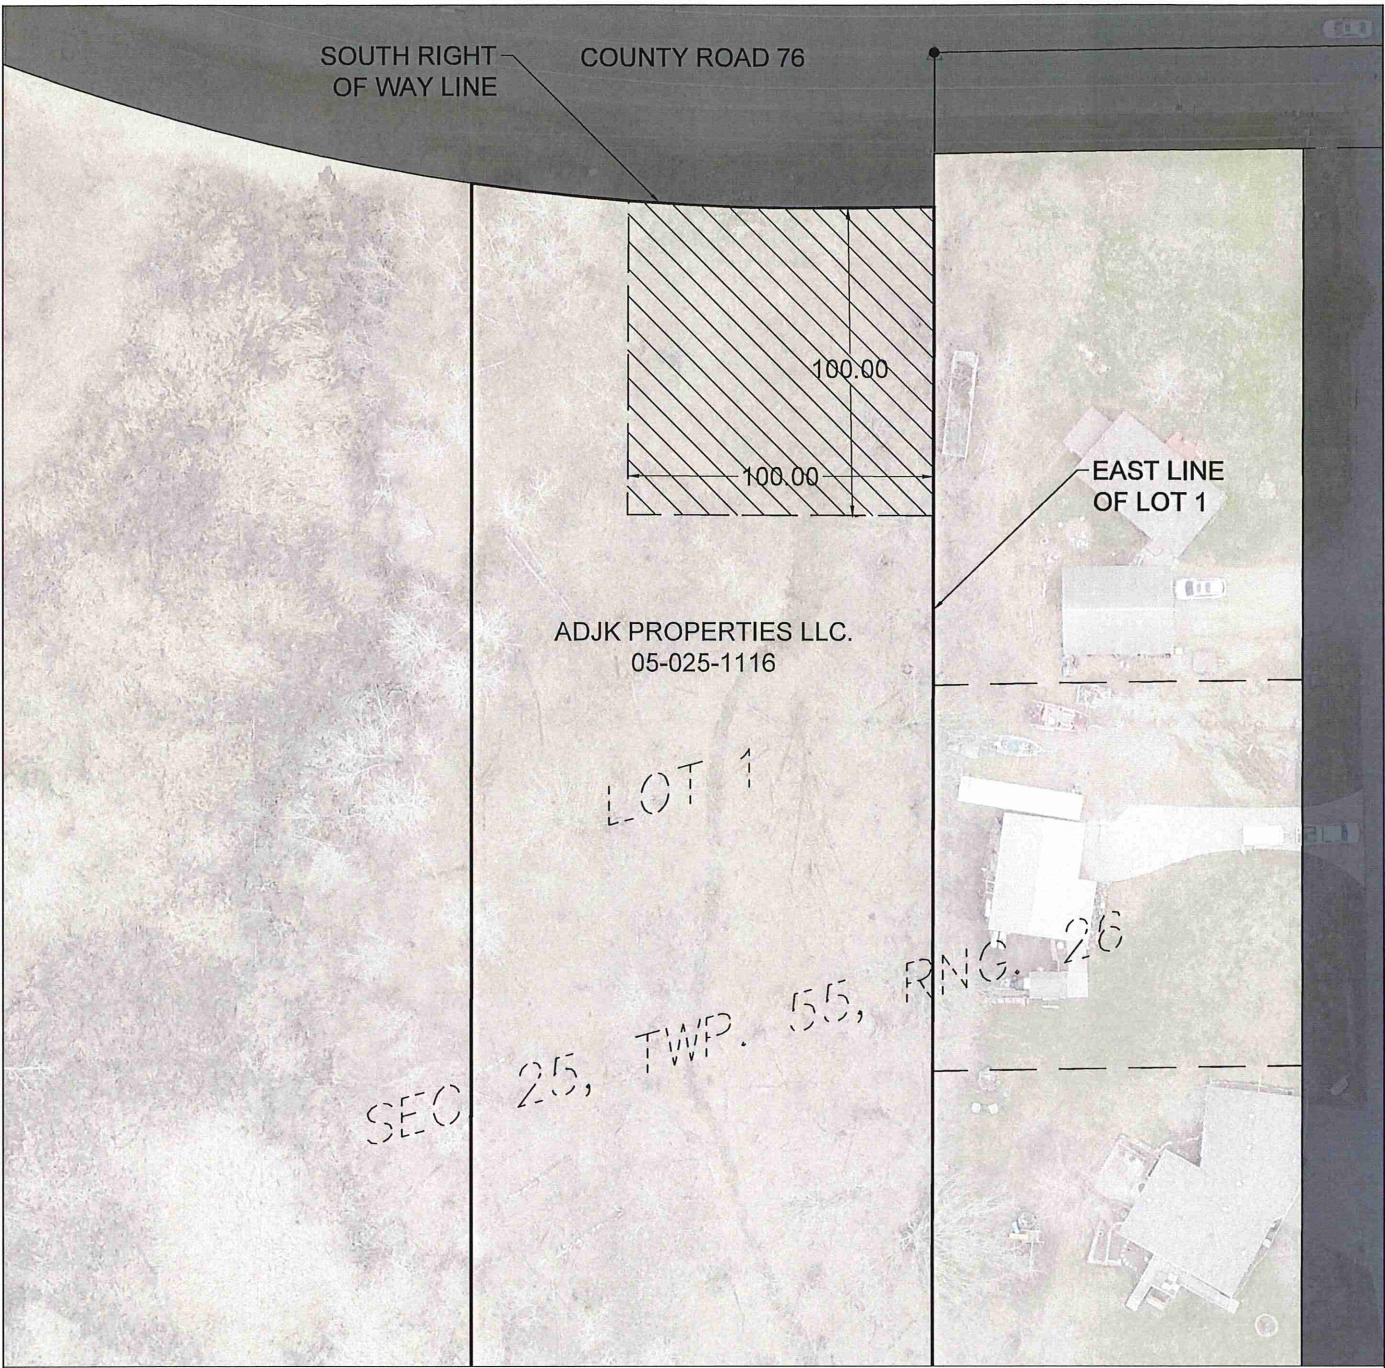 SOUTH RIGHT
OF WAY LINE
COUNTY ROAD 76
100.00
100.00
EAST LINE
OF LOT 1
ADJK PROPERTIES LLC.
05-025-1116
LOT 1
SEC. 25, TWP. 55, RNG. 26